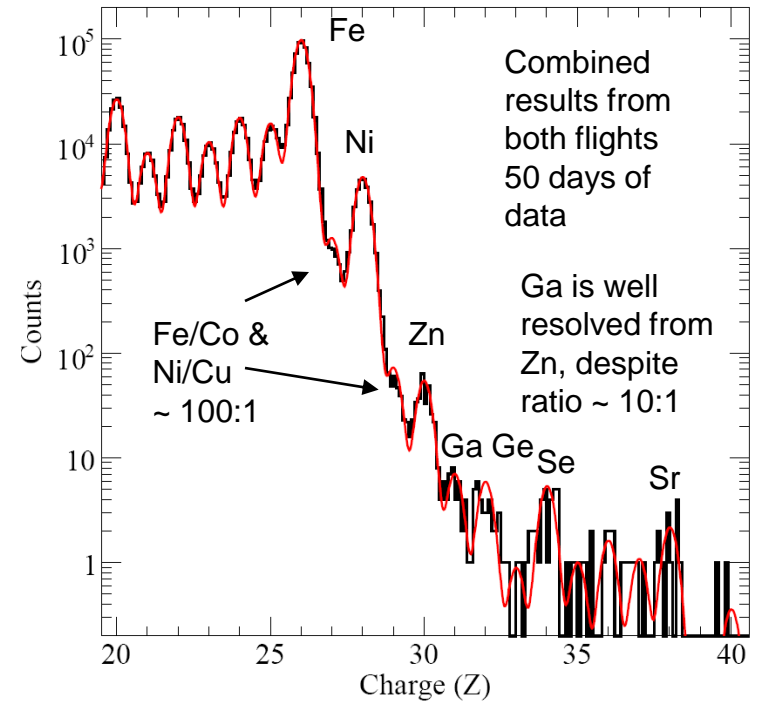 Fe
Ni
Combined
results from
both flights
50 days of
data
Fe/Co &
Ni/Cu
~ 100:1
Zn
Ga is well
resolved from
Zn, despite
ratio ~ 10:1
Ga Ge Se Sr
Counts
10^5
10^4
10^3
10^2
10
1
20 25 30 35 40
Charge (Z)